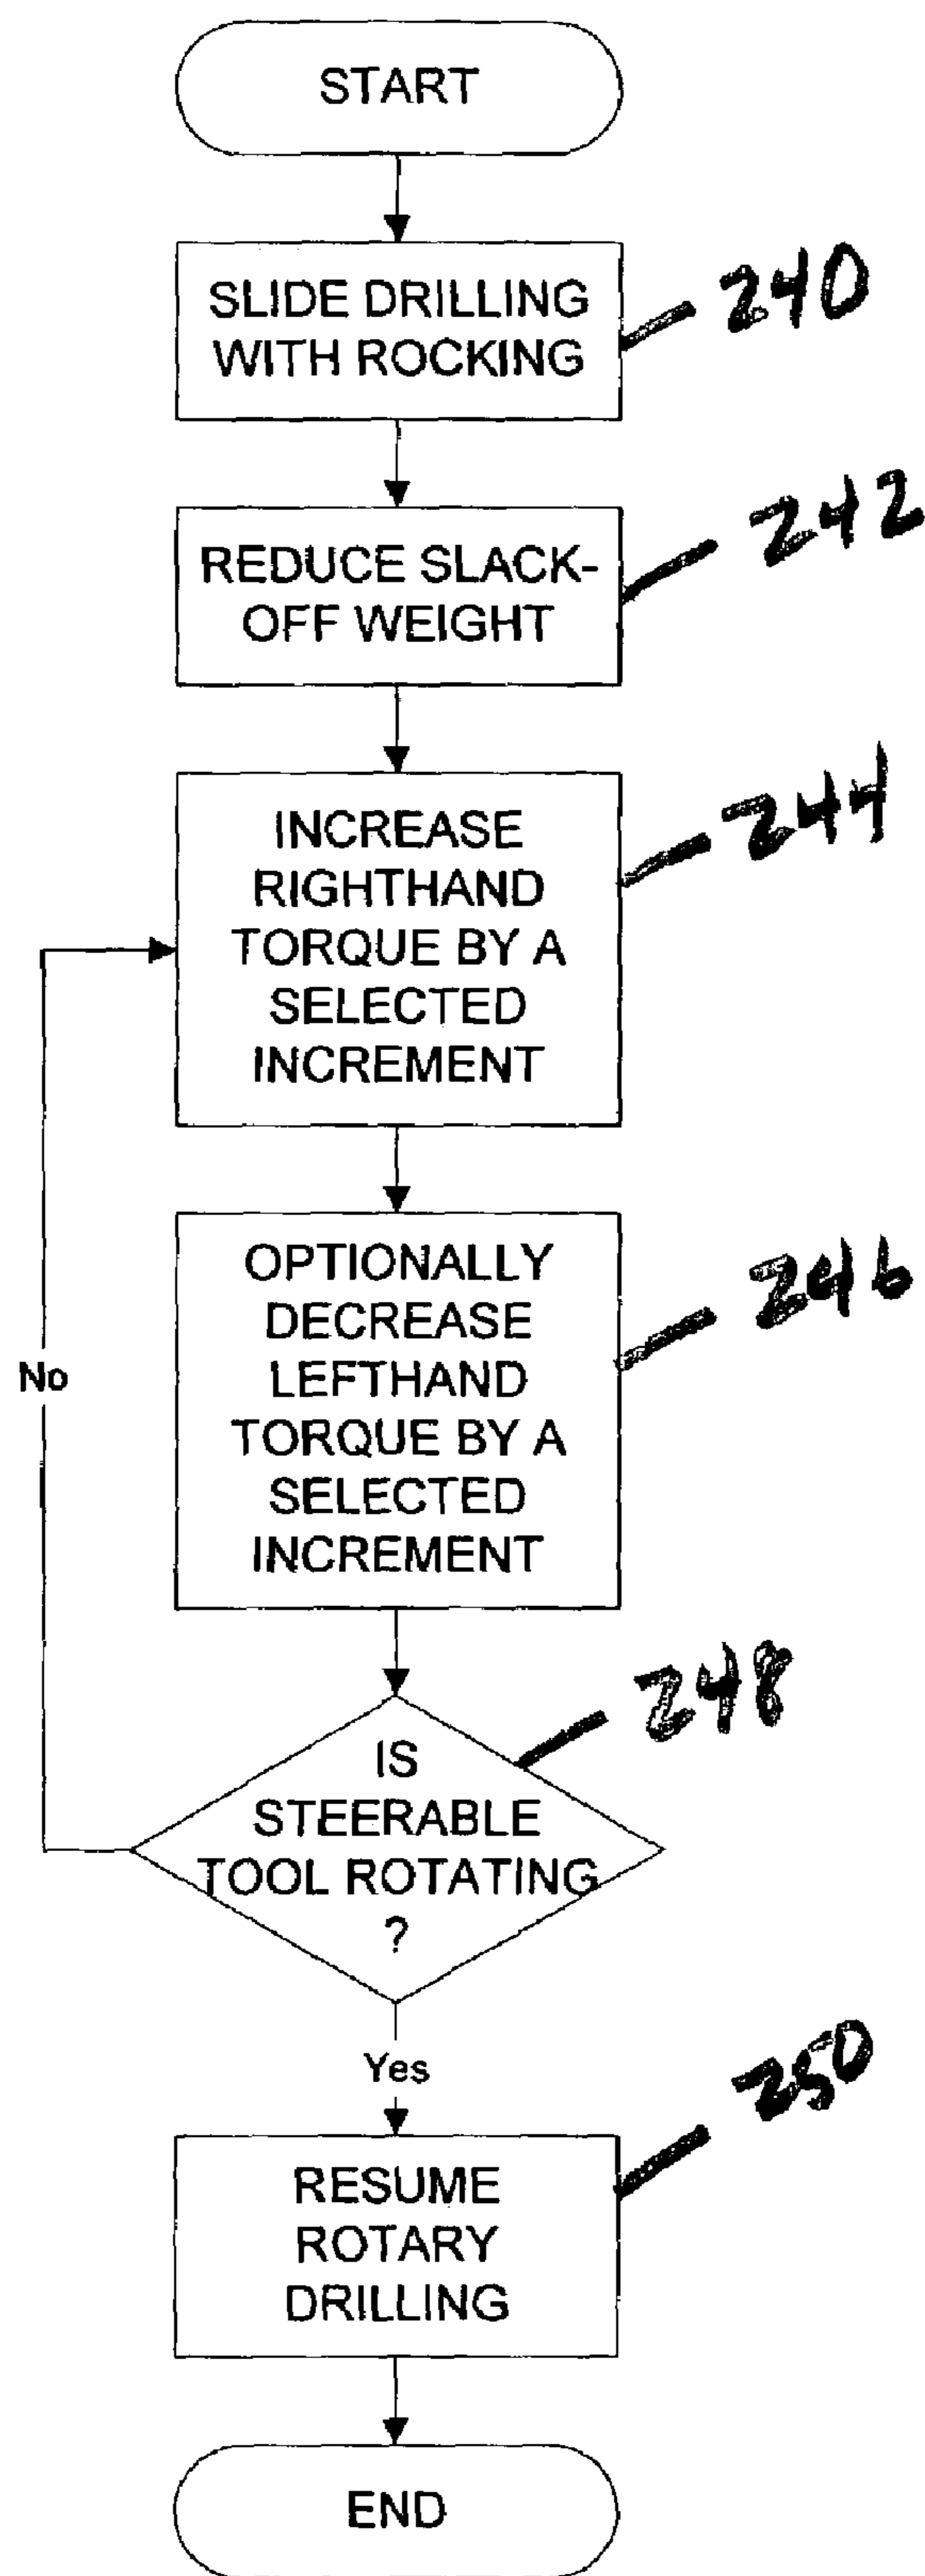 START
SLIDE DRILLING
WITH ROCKING
240
REDUCE SLACK-
OFF WEIGHT
242
INCREASE
RIGHTHAND
TORQUE BY A
SELECTED
INCREMENT
244
OPTIONALLY
DECREASE
LEFTHAND
TORQUE BY A
SELECTED
INCREMENT
246
No
IS
STEERABLE
TOOL ROTATING
?
248
Yes
RESUME
ROTARY
DRILLING
250
END